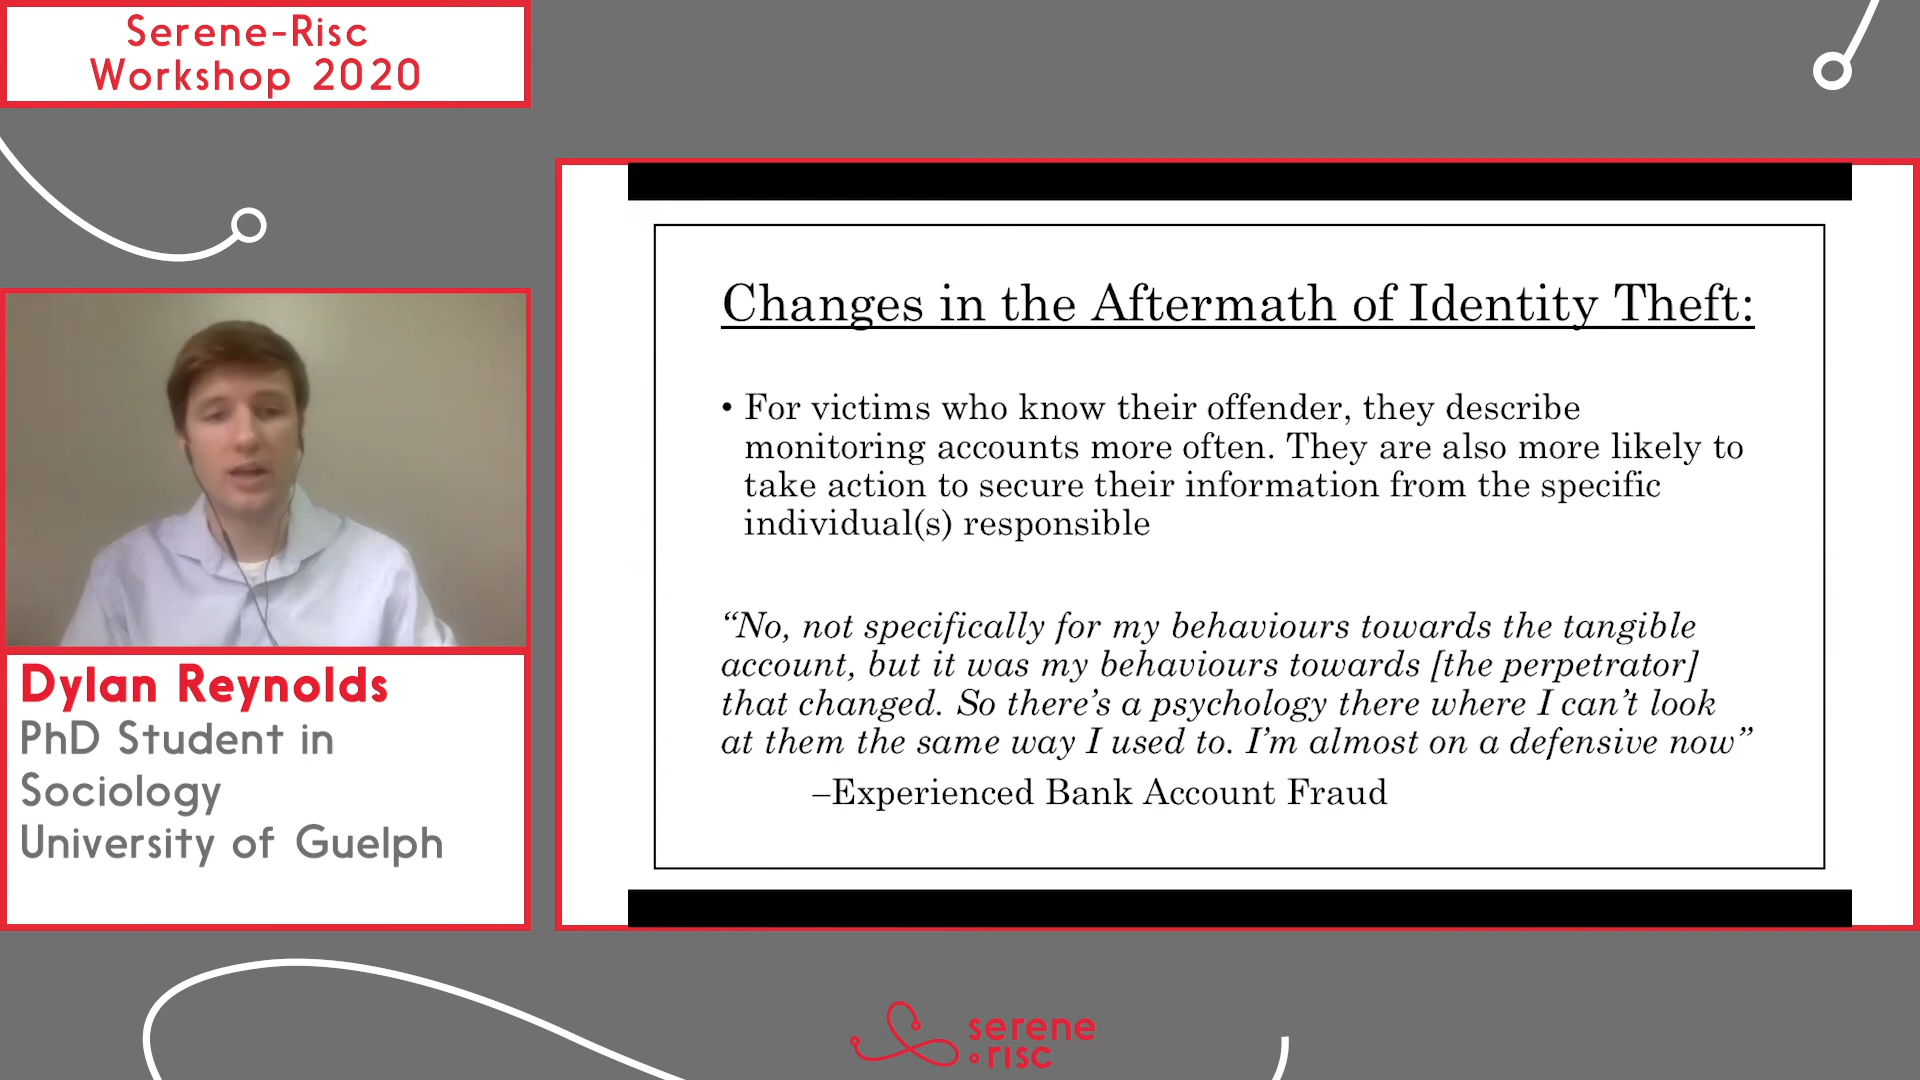 Serene-Risc
Workshop 2020
Changes in the Aftermath of Identity Theft:
• For victims who know their offender, they describe
monitoring accounts more often. They are also more likely to
take action to secure their information from the specific
individual(s) responsible
“No, not specifically for my behaviours towards the tangible
account, but it was my behaviours towards [the perpetrator]
that changed. So there’s a psychology there where I can’t look
at them the same way I used to. I’m almost on a defensive now”
–Experienced Bank Account Fraud
Dylan Reynolds
PhD Student in
Sociology
University of Guelph
serene
risc